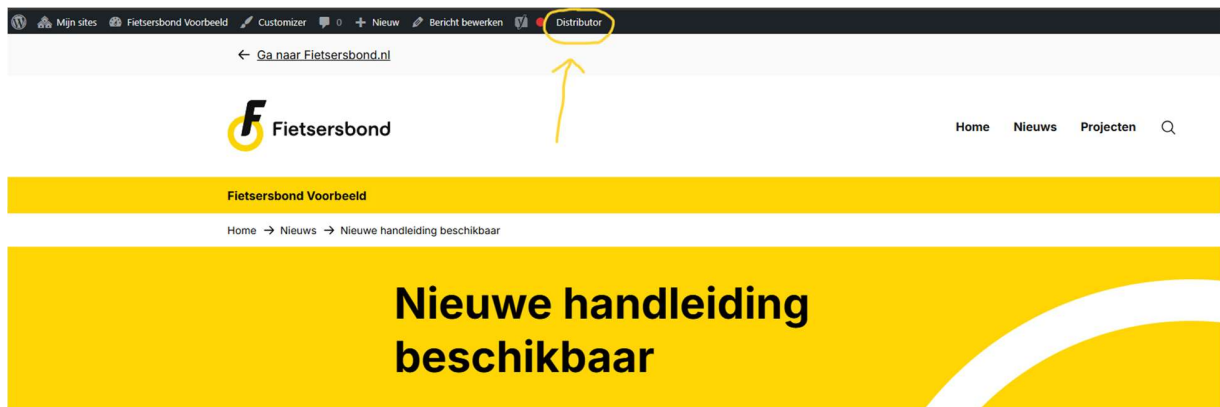 Mijn sites Fietsersbond Voorbeeld Customizer 0 Nieuw Bericht bewerken Distributor
← Ga naar Fietsersbond.nl
Fietsersbond
Home Nieuws Projecten
Fietsersbond Voorbeeld
Home → Nieuws → Nieuwe handleiding beschikbaar
Nieuwe handleiding
beschikbaar